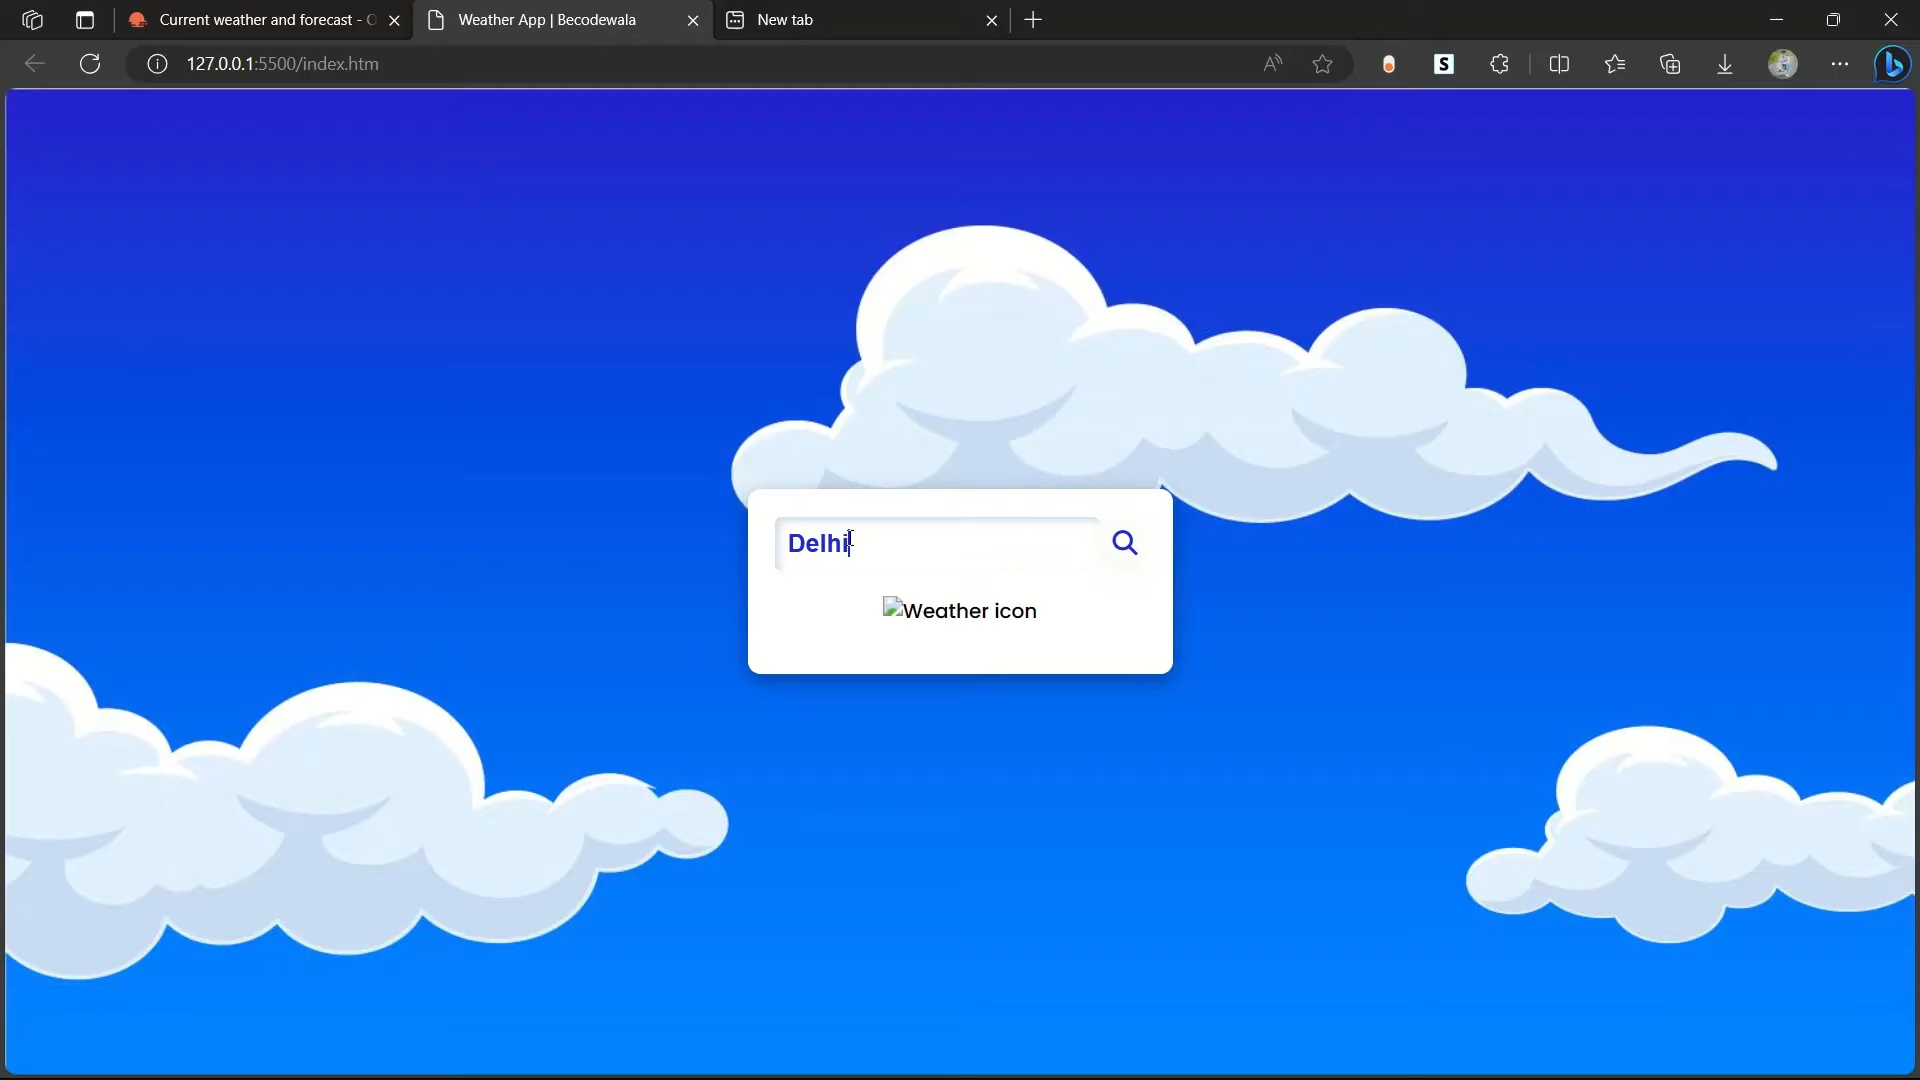 Current weather and forecast - O
Weather App | Becodewala
New tab
127.0.0.1:5500/index.htm
A
S
b
Delhi
Weather icon